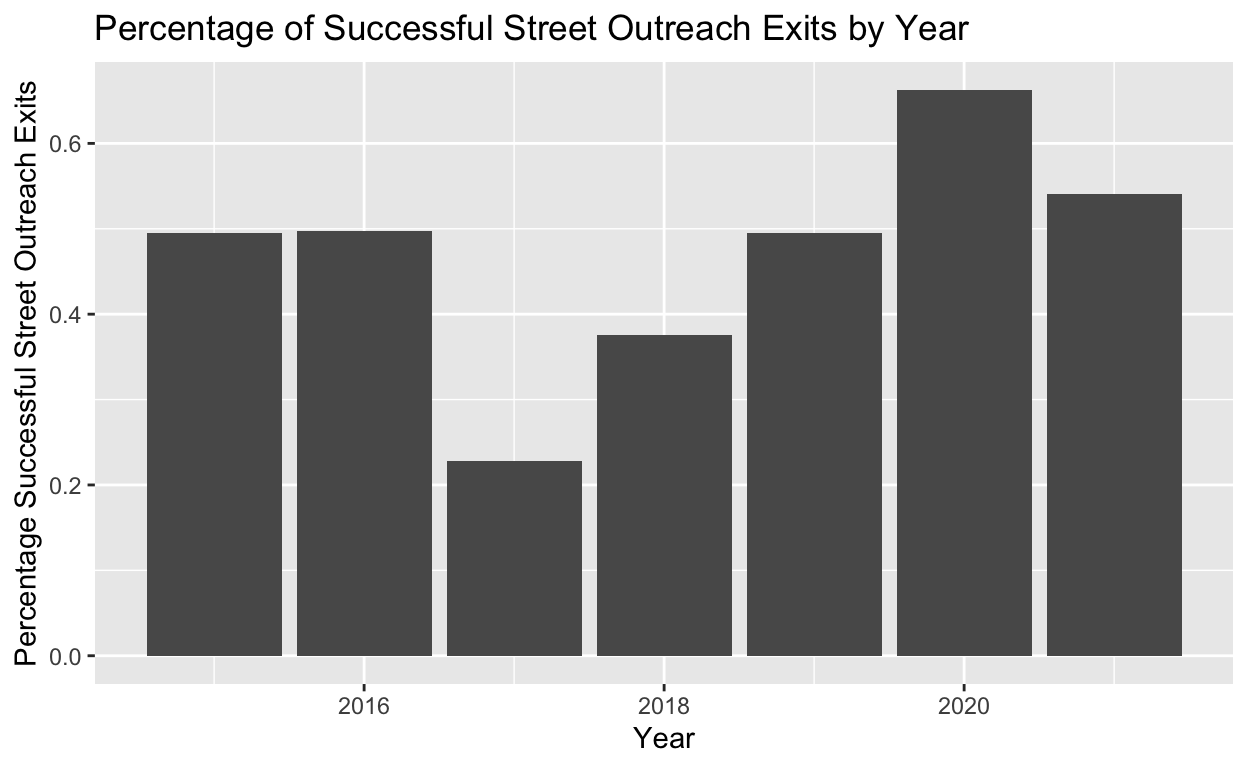 Percentage of Successful Street Outreach Exits by Year
Percentage Successful Street Outreach Exits
0.6
0.4
0.2
0.0
2016
2018
2020
Year